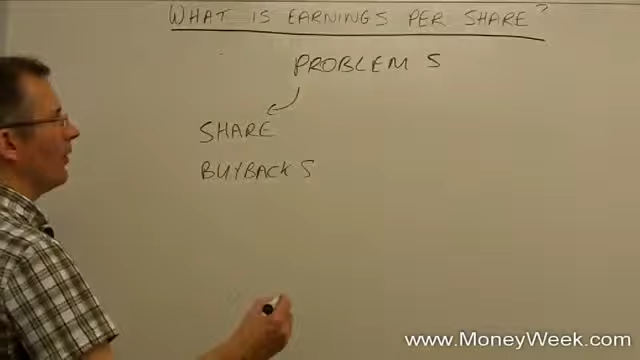 WHAT IS EARNINGS PER SHARE?
PROBLEMS
SHARE
BUYBACKS
www.MoneyWeek.com